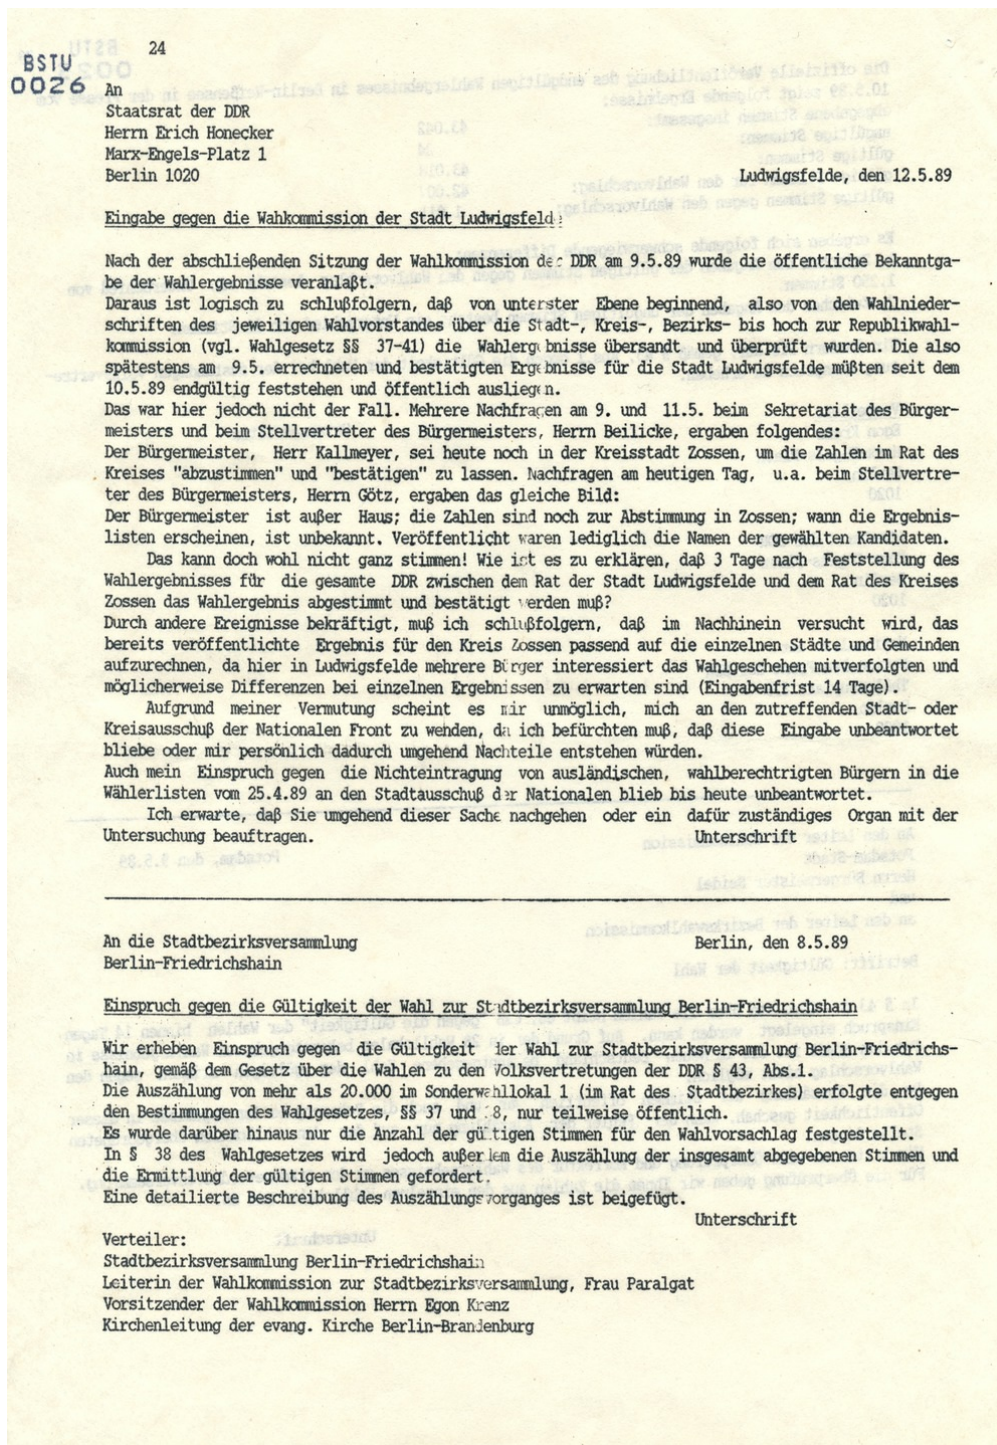 24
BSTU
0026
An
Staatsrat der DDR
Herrn Erich Honecker
Marx-Engels-Platz 1
Berlin 1020
Ludwigsfelde, den 12.5.89
Eingabe gegen die Wahkommission der Stadt Ludwigsfelde
Nach der abschließenden Sitzung der Wahlkommission der DDR am 9.5.89 wurde die öffentliche Bekanntga-
be der Wahlergebnisse veranlaßt.
Daraus ist logisch zu schlußfolgern, daß von unterster Ebene beginnend, also von den Wahlnieder-
schriften des jeweiligen Wahlvorstandes über die Stadt-, Kreis-, Bezirks- bis hoch zur Republikwahl-
kommission (vgl. Wahlgesetz §§ 37-41) die Wahlergebnisse übersandt und überprüft wurden. Die also
spätestens am 9.5. errechneten und bestätigten Ergebnisse für die Stadt Ludwigsfelde müßten seit dem
10.5.89 endgültig feststehen und öffentlich ausliegen.
Das war hier jedoch nicht der Fall. Mehrere Nachfragen am 9. und 11.5. beim Sekretariat des Bürger-
meisters und beim Stellvertreter des Bürgermeisters, Herrn Beilicke, ergaben folgendes:
Der Bürgermeister, Herr Kallmeyer, sei heute noch in der Kreisstadt Zossen, um die Zahlen im Rat des
Kreises "abzustimmen" und "bestätigen" zu lassen. Nachfragen am heutigen Tag, u.a. beim Stellvertre-
ter des Bürgermeisters, Herrn Götz, ergaben das gleiche Bild:
Der Bürgermeister ist außer Haus; die Zahlen sind noch zur Abstimmung in Zossen; wann die Ergebnis-
listen erscheinen, ist unbekannt. Veröffentlicht waren lediglich die Namen der gewählten Kandidaten.
Das kann doch wohl nicht ganz stimmen! Wie ist es zu erklären, daß 3 Tage nach Feststellung des
Wahlergebnisses für die gesamte DDR zwischen dem Rat der Stadt Ludwigsfelde und dem Rat des Kreises
Zossen das Wahlergebnis abgestimmt und bestätigt werden muß?
Durch andere Ereignisse bekräftigt, muß ich schlußfolgern, daß im Nachhinein versucht wird, das
bereits veröffentlichte Ergebnis für den Kreis Zossen passend auf die einzelnen Städte und Gemeinden
aufzurechnen, da hier in Ludwigsfelde mehrere Bürger interessiert das Wahlgeschehen mitverfolgten und
möglicherweise Differenzen bei einzelnen Ergebnissen zu erwarten sind (Eingabenfrist 14 Tage).
Aufgrund meiner Vermutung scheint es mir unmöglich, mich an den zutreffenden Stadt- oder
Kreisausschuß der Nationalen Front zu wenden, da ich befürchten muß, daß diese Eingabe unbeantwortet
bliebe oder mir persönlich dadurch umgehend Nachteile entstehen würden.
Auch mein Einspruch gegen die Nichteintragung von ausländischen, wahlberechtrigten Bürgern in die
Wählerlisten vom 25.4.89 an den Stadtausschuß der Nationalen blieb bis heute unbeantwortet.
Ich erwarte, daß Sie umgehend dieser Sache nachgehen oder ein dafür zuständiges Organ mit der
Untersuchung beauftragen.
Unterschrift
An die Stadtbezirksversammlung
Berlin-Friedrichshain
Berlin, den 8.5.89
Einspruch gegen die Gültigkeit der Wahl zur Stadtbezirksversammlung Berlin-Friedrichshain
Wir erheben Einspruch gegen die Gültigkeit der Wahl zur Stadtbezirksversammlung Berlin-Friedrichs-
hain, gemäß dem Gesetz über die Wahlen zu den Volksvertretungen der DDR § 43, Abs.1.
Die Auszählung von mehr als 20.000 im Sonderwahllokal 1 (im Rat des Stadtbezirkes) erfolgte entgegen
den Bestimmungen des Wahlgesetzes, §§ 37 und 38, nur teilweise öffentlich.
Es wurde darüber hinaus nur die Anzahl der gültigen Stimmen für den Wahlvorsachlag festgestellt.
In § 38 des Wahlgesetzes wird jedoch außerdem die Auszählung der insgesamt abgegebenen Stimmen und
die Ermittlung der gültigen Stimmen gefordert.
Eine detailierte Beschreibung des Auszählungsvorganges ist beigefügt.
Unterschrift
Verteiler:
Stadtbezirksversammlung Berlin-Friedrichshain
Leiterin der Wahlkommission zur Stadtbezirksversammlung, Frau Paralgat
Vorsitzender der Wahlkommission Herrn Egon Krenz
Kirchenleitung der evang. Kirche Berlin-Brandenburg